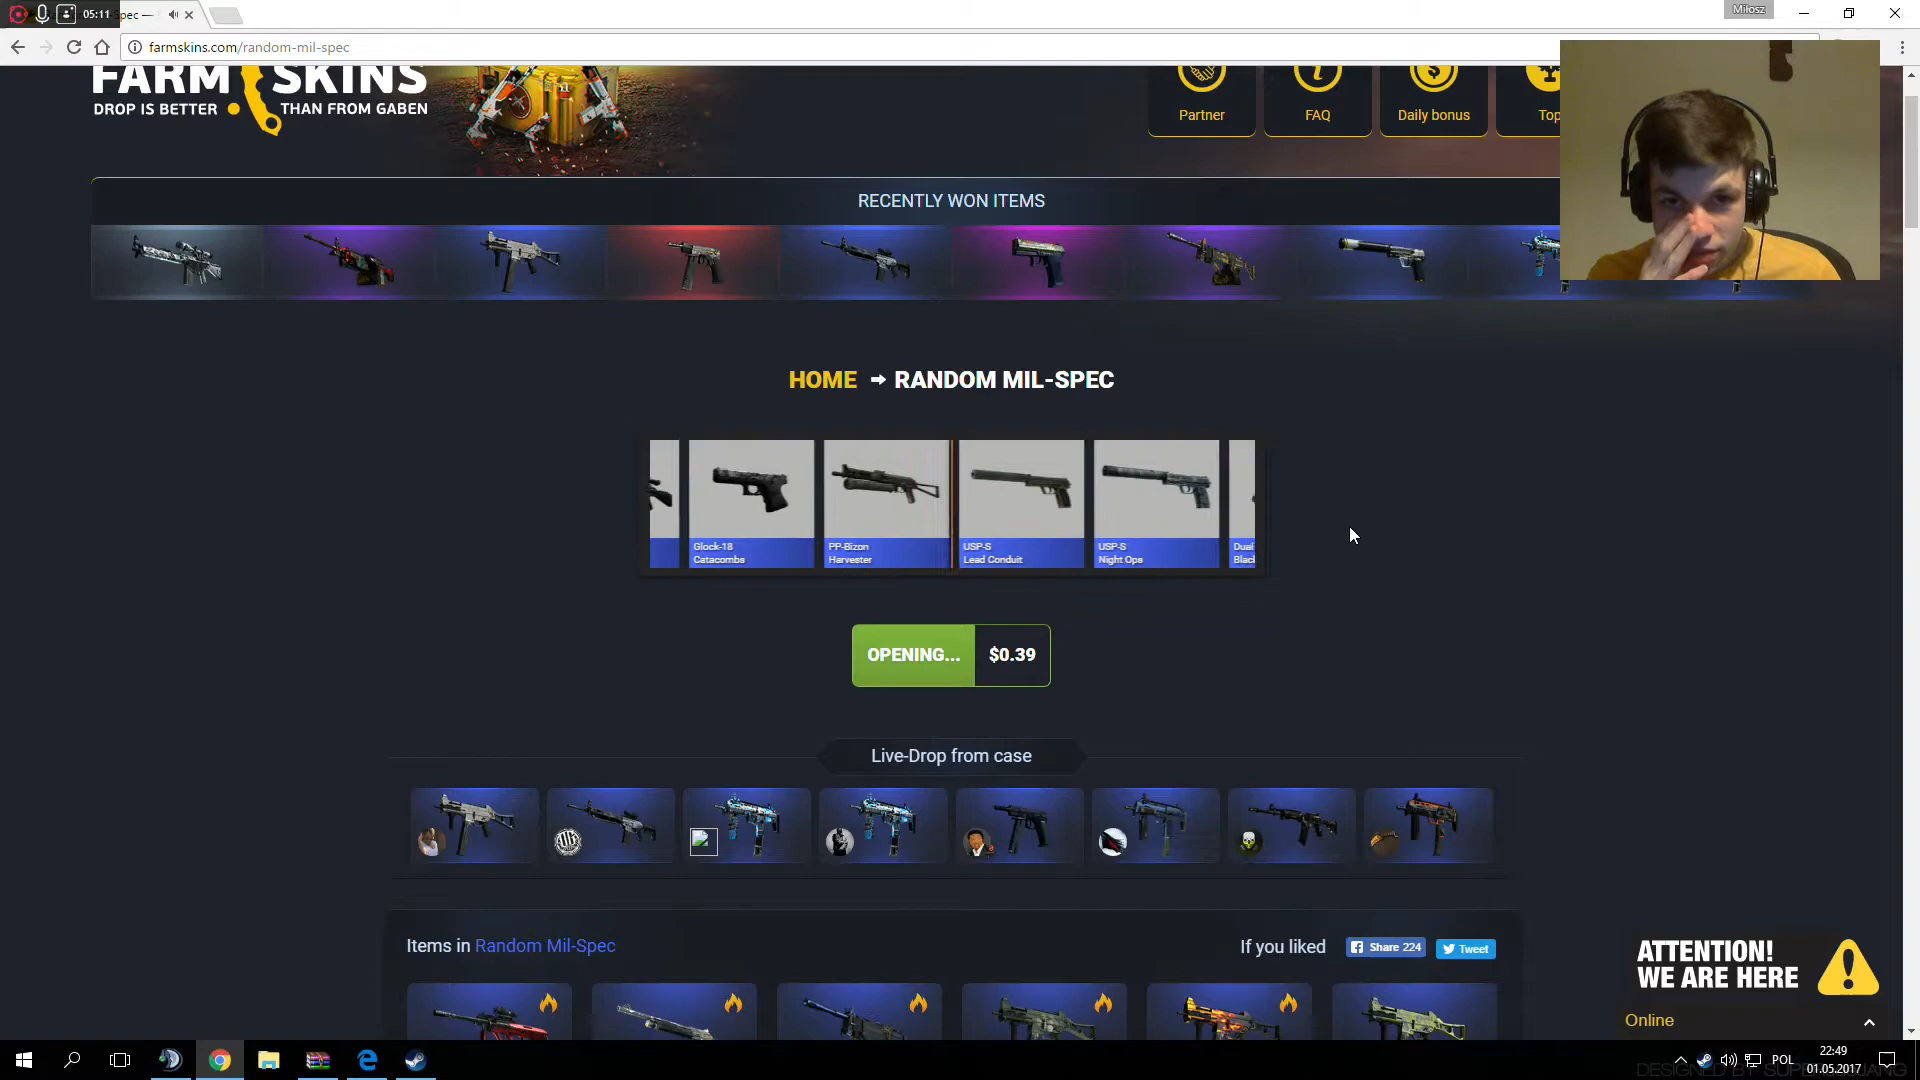 05:11
Spec —
Miłosz
farmskins.com/random-mil-spec
FARM SKINS
DROP IS BETTER THAN FROM GABEN
Partner
FAQ
Daily bonus
Top
RECENTLY WON ITEMS
HOME RANDOM MIL-SPEC
Glock-18
Catacombs
PP-Bizon
Harvester
USP-S
Lead Conduit
USP-S
Night Ops
Dual
Blac
OPENING... $0.39
Live-Drop from case
Items in Random Mil-Spec
If you liked
Share 224
Tweet
ATTENTION!
WE ARE HERE
Online
POL
22:49
01.05.2017